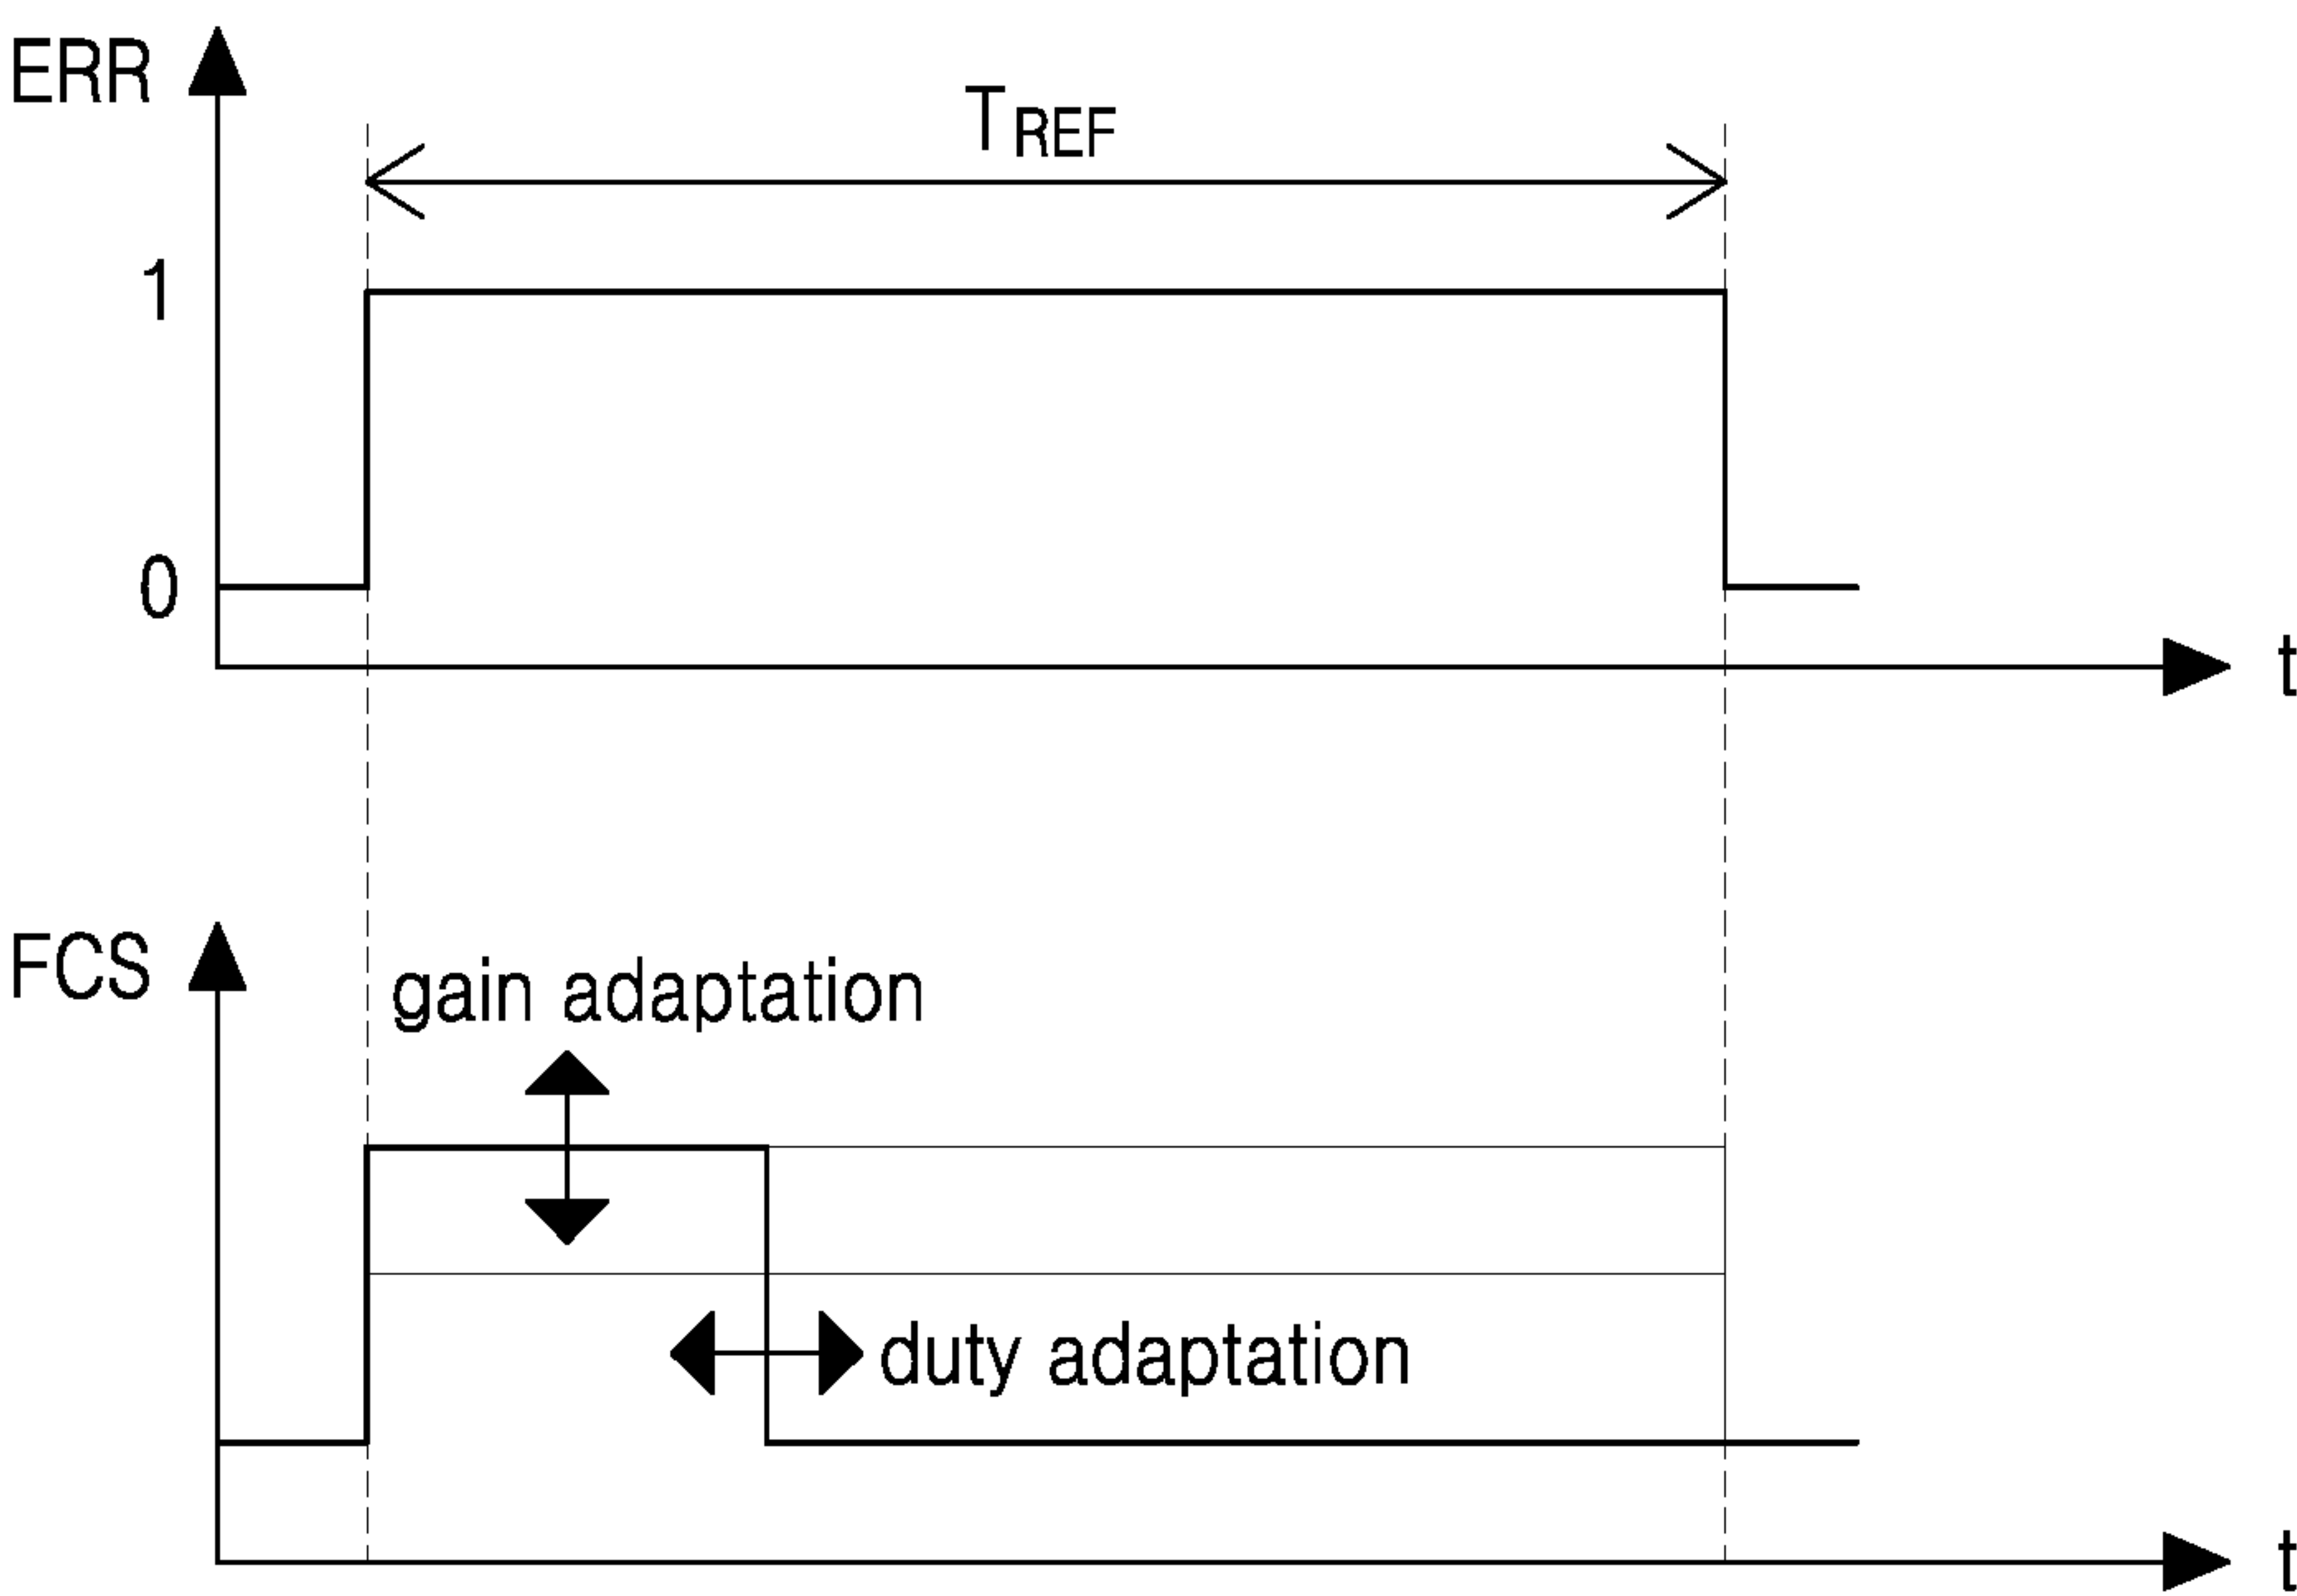 ERR
TREF
1
0
t
FCS
gain adaptation
duty adaptation
t